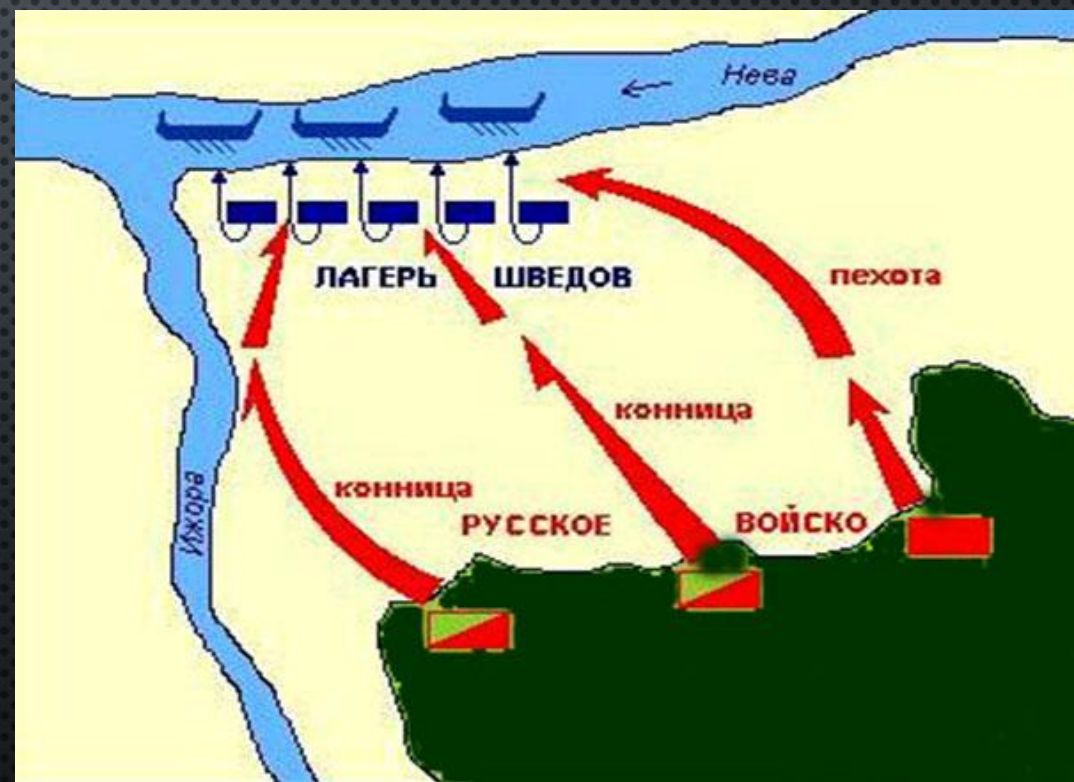 Нева
ЛАГЕРЬ ШВЕДОВ
пехота
конница
конница
РУССКОЕ ВОЙСКО
Ижора